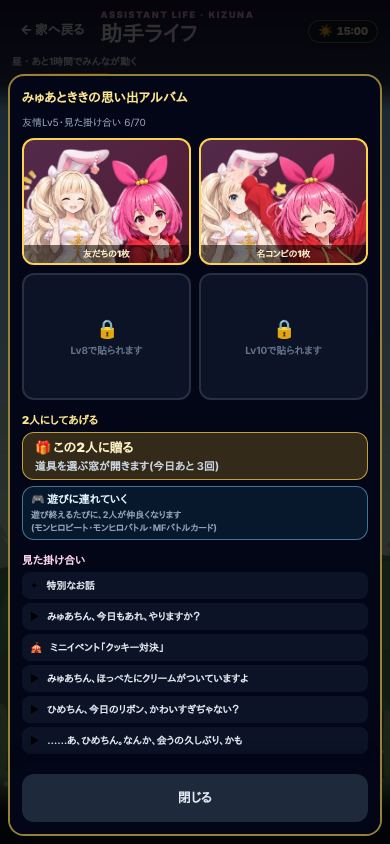 ASSISTANT LIFE · KIZUNA
← 家へ戻る
助手ライフ
☀️ 15:00
昼・あと1時間でみんなが動く
みゅあとききの思い出アルバム
友情Lv5・見た掛け合い 6/70
友だちの1枚
名コンビの1枚
🔒
Lv8で貼られます
🔒
Lv10で貼られます
2人にしてあげる
🎁 この2人に贈る
道具を選ぶ窓が開きます(今日あと 3回)
🎮 遊びに連れていく
遊び終えるたびに、2人が仲良くなります
(モンヒロビート・モンヒロバトル・MFバトルカード)
見た掛け合い
特別なお話
▶ みゅあちん、今日もあれ、やりますか？
🎪 ミニイベント「クッキー対決」
▶ みゅあちん、ほっぺたにクリームがついていますよ
▶ ひめちん、今日のリボン、かわいすぎぢゃない？
▶ ……あ、ひめちん。なんか、会うの久しぶり、かも
閉じる